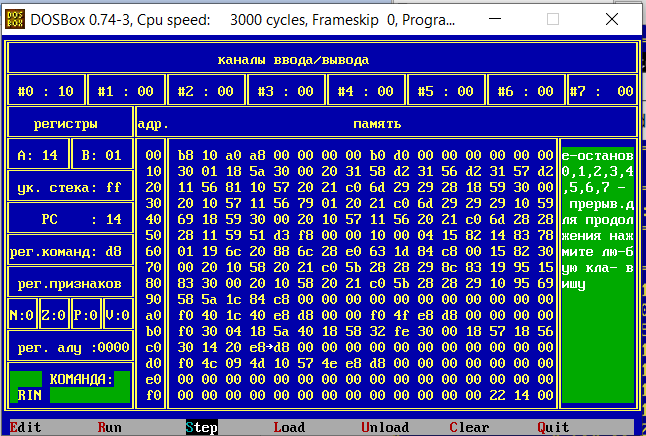 DOSBox 0.74-3, Cpu speed: 3000 cycles, Frameskip 0, Progra...
каналы ввода/вывода
#0 : 10 #1 : 00 #2 : 00 #3 : 00 #4 : 00 #5 : 00 #6 : 00 #7 : 00
регистры адр. память
A: 14 B: 01 00 b8 10 a0 a8 00 00 00 00 b0 d0 00 00 00 00 00 00 е-останов
10 30 01 18 5a 30 00 20 31 58 d2 31 56 d2 31 57 d2 0,1,2,3,4
ук. стека: ff 20 11 56 81 10 57 20 21 c0 6d 29 29 28 18 59 30 00 ,5,6,7 -
30 20 10 57 11 56 79 01 20 21 c0 6d 29 29 29 10 59 прерыв.д
PC : 14 40 69 18 59 30 00 20 10 57 11 56 20 21 c0 6d 28 28 ля продол
50 28 11 59 51 d3 f8 00 00 10 00 04 15 82 14 83 78 жения наж
рег.команд: d8 60 01 19 6c 20 88 6c 28 e0 63 1d 84 c8 00 15 82 30 мите лю-б
70 00 20 10 58 20 21 c0 5b 28 28 29 8c 83 19 95 15 ую кла- в
рег.признаков 80 83 30 00 20 10 58 20 21 c0 5b 28 28 29 10 95 69 ишу
90 58 5a 1c 84 c8 00 00 00 00 00 00 00 00 00 00 00
N:0 Z:0 P:0 V:0 a0 f0 40 1c 40 e8 d8 00 00 f0 4f e8 d8 00 00 00 00
b0 f0 30 04 18 5a 40 18 58 32 fe 30 00 18 57 18 56
рег. алу :0000 c0 30 14 20 e8→d8 00 00 00 00 00 00 00 00 00 00 00
d0 f0 4c 09 4d 10 57 4e e8 d8 00 00 00 00 00 00 00
КОМАНДА: e0 00 00 00 00 00 00 00 00 00 00 00 00 00 00 00 00
RIN f0 00 00 00 00 00 00 00 00 00 00 00 00 00 22 14 00
Edit Run Step Load Unload Clear Quit